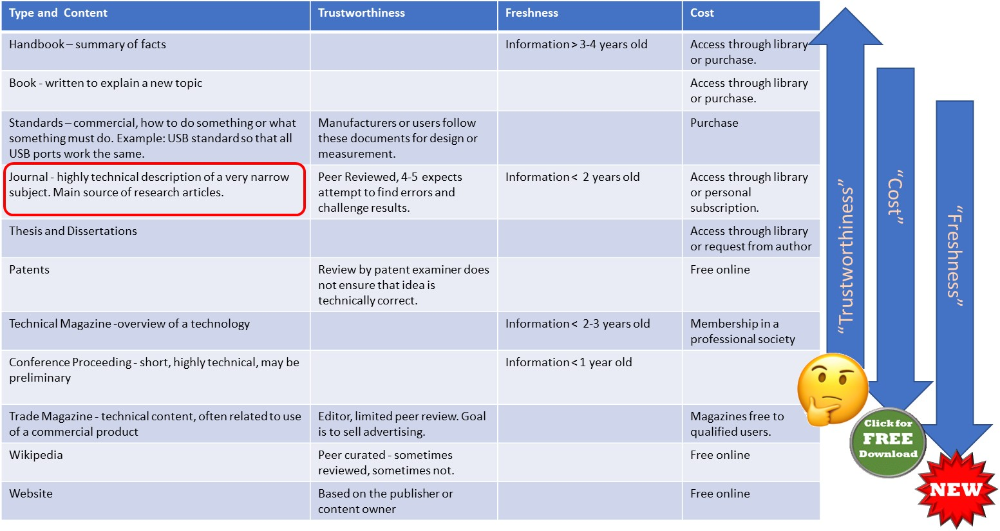 Type and Content
Trustworthiness
Freshness
Cost
Handbook – summary of facts
Information > 3-4 years old
Access through library
or purchase.
Book - written to explain a new topic
Access through library
or purchase.
Standards – commercial, how to do something or what
something must do. Example: USB standard so that all
USB ports work the same.
Manufacturers or users follow
these documents for design or
measurement.
Purchase
Journal - highly technical description of a very narrow
subject. Main source of research articles.
Peer Reviewed, 4-5 expects
attempt to find errors and
challenge results.
Information < 2 years old
Access through library
or personal
subscription.
Thesis and Dissertations
Access through library
or request from author
Patents
Review by patent examiner does
not ensure that idea is
technically correct.
Free online
Technical Magazine -overview of a technology
Information < 2-3 years old
Membership in a
professional society
Conference Proceeding - short, highly technical, may be
preliminary
Information < 1 year old
Trade Magazine - technical content, often related to use
of a commercial product
Editor, limited peer review. Goal
is to sell advertising.
Magazines free to
qualified users.
Wikipedia
Peer curated - sometimes
reviewed, sometimes not.
Free online
Website
Based on the publisher or
content owner
Free online
“Trustworthiness”
“Cost”
“Freshness”
Click for
FREE
Download
NEW